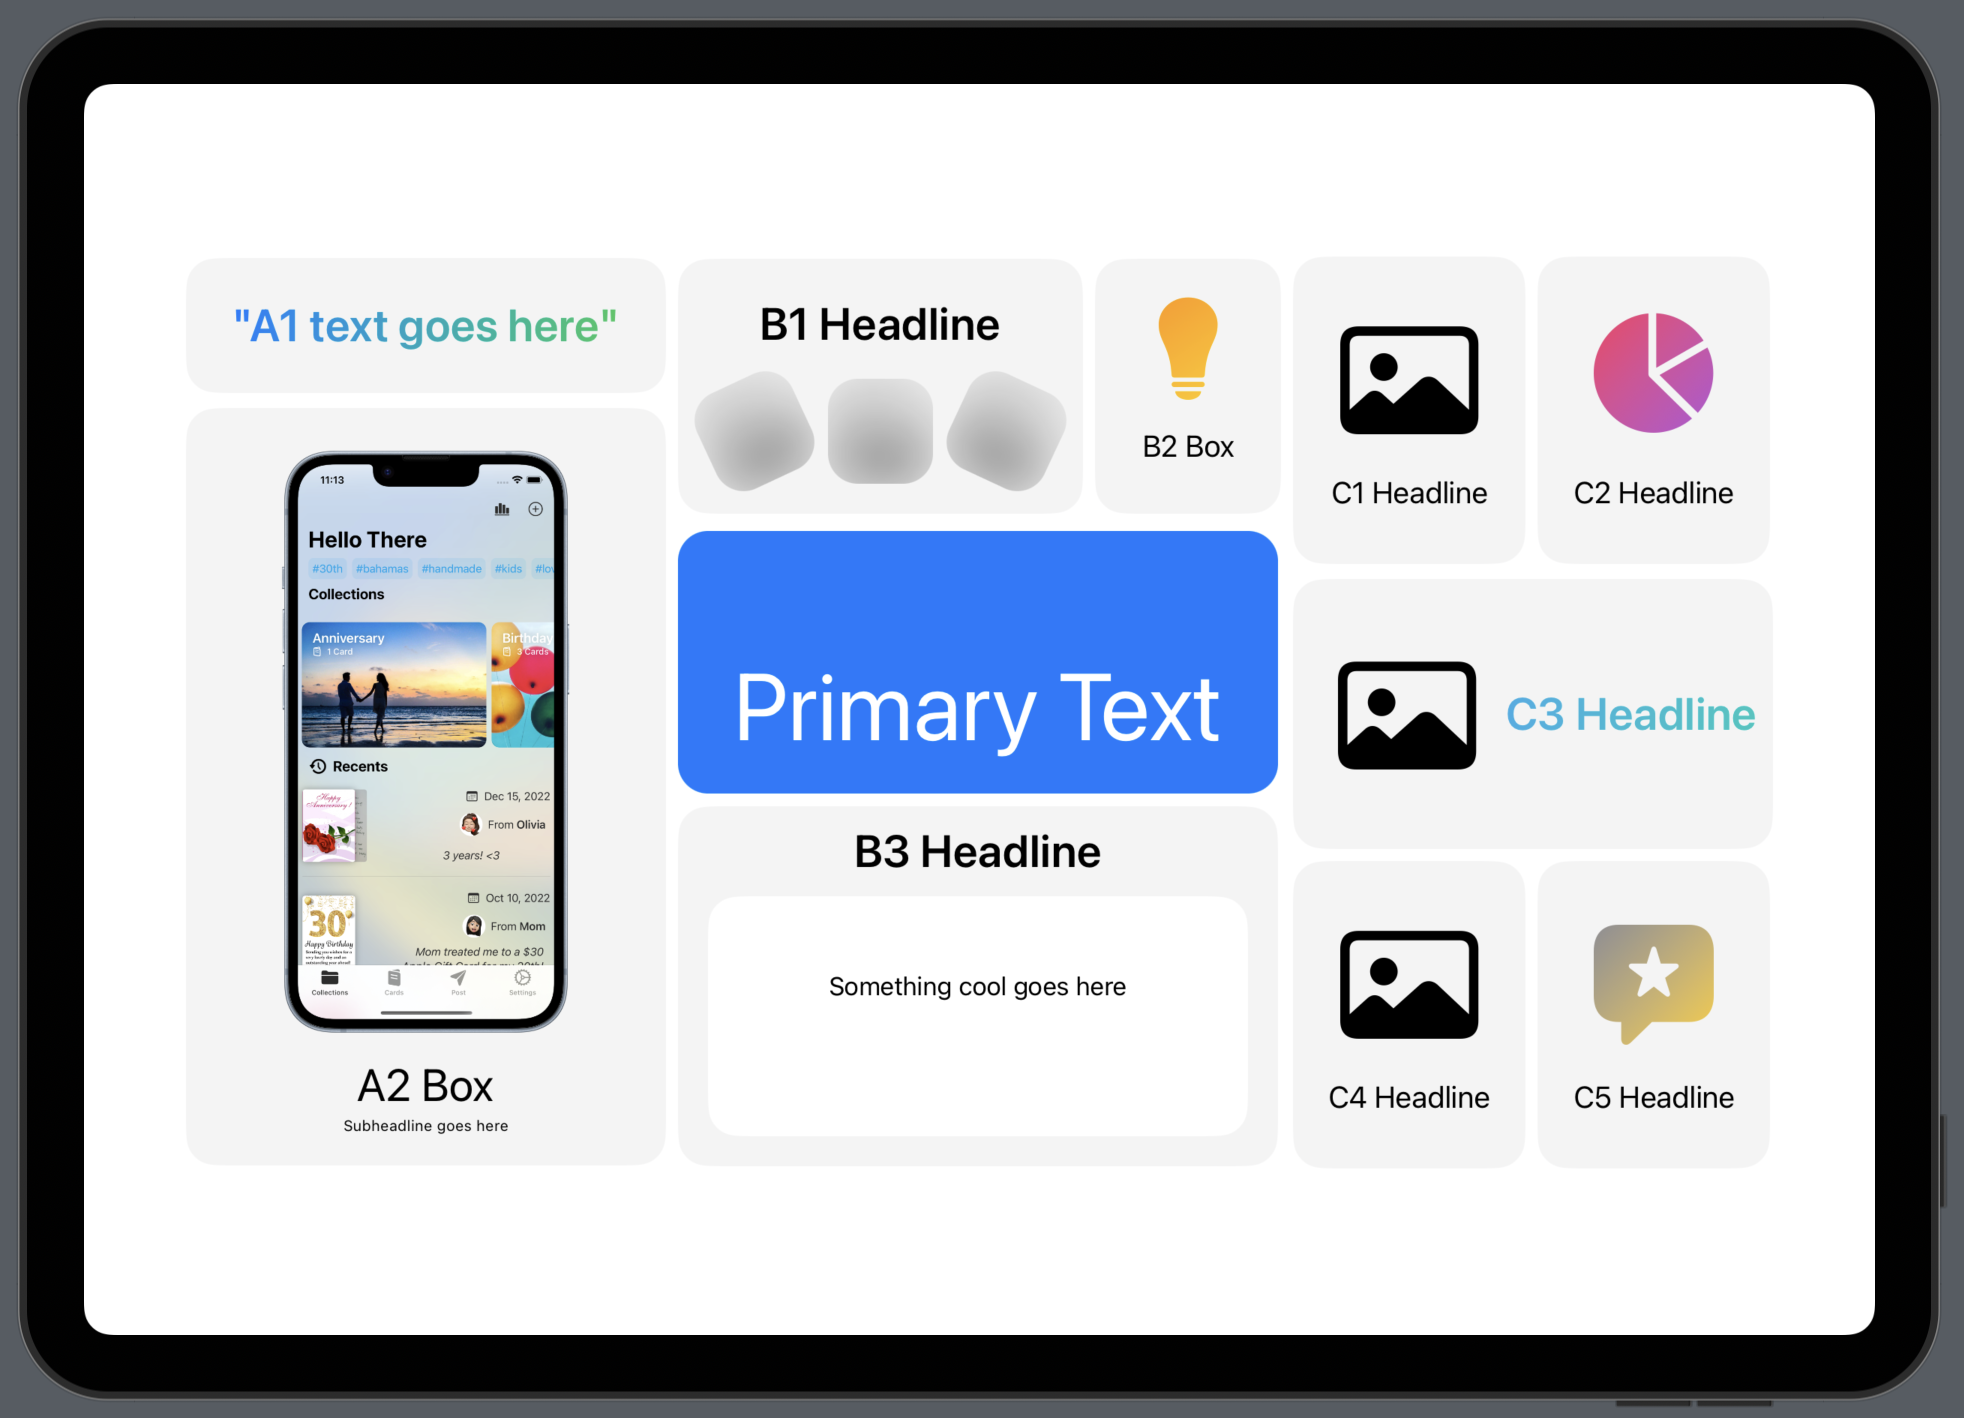 "A1 text goes here"
11:13
Hello There
#30th #bahamas #handmade #kids
Collections
Anniversary
1 Card
Birthday
3 Cards
Recents
Happy
Anniversary!
Dec 15, 2022
From Olivia
3 years! <3
30
Happy Birthday
Oct 10, 2022
From Mom
Mom treated me to a $30
Collections Cards Post Settings
A2 Box
Subheadline goes here
B1 Headline
B2 Box
Primary Text
B3 Headline
Something cool goes here
C1 Headline
C2 Headline
C3 Headline
C4 Headline
C5 Headline